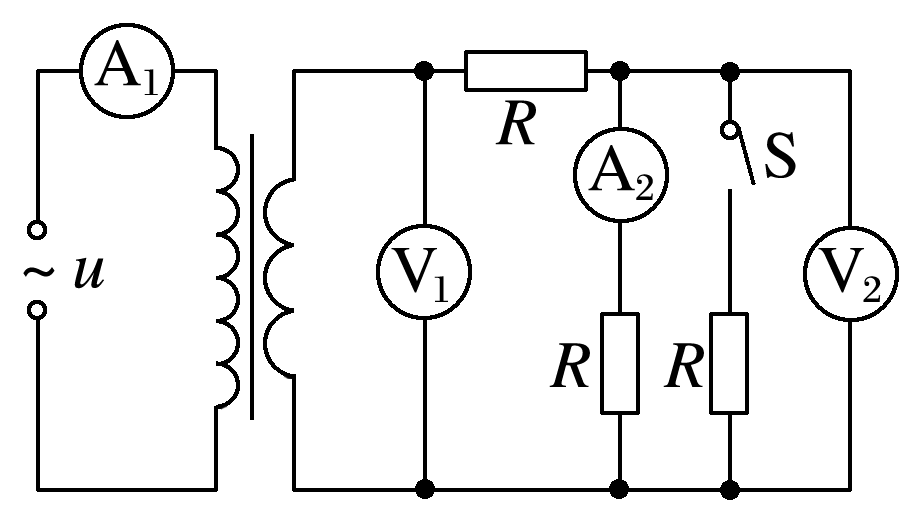 A₁
R
A₂
S
~ u
V₁
V₂
R
R